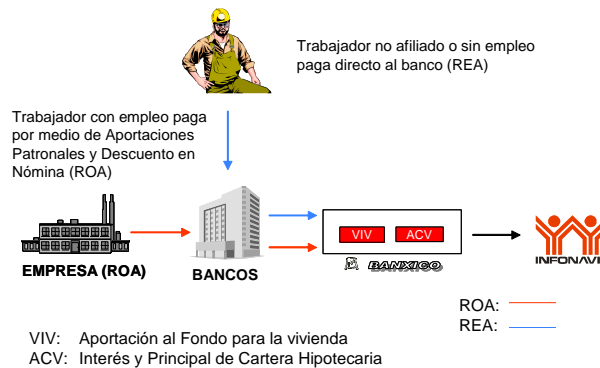 Trabajador no afiliado o sin empleo
paga directo al banco (REA)
Trabajador con empleo paga
por medio de Aportaciones
Patronales y Descuento en
Nómina (ROA)
VIV ACV
BANXICO
INFONAVI
EMPRESA (ROA) BANCOS
ROA:
REA:
VIV: Aportación al Fondo para la vivienda
ACV: Interés y Principal de Cartera Hipotecaria